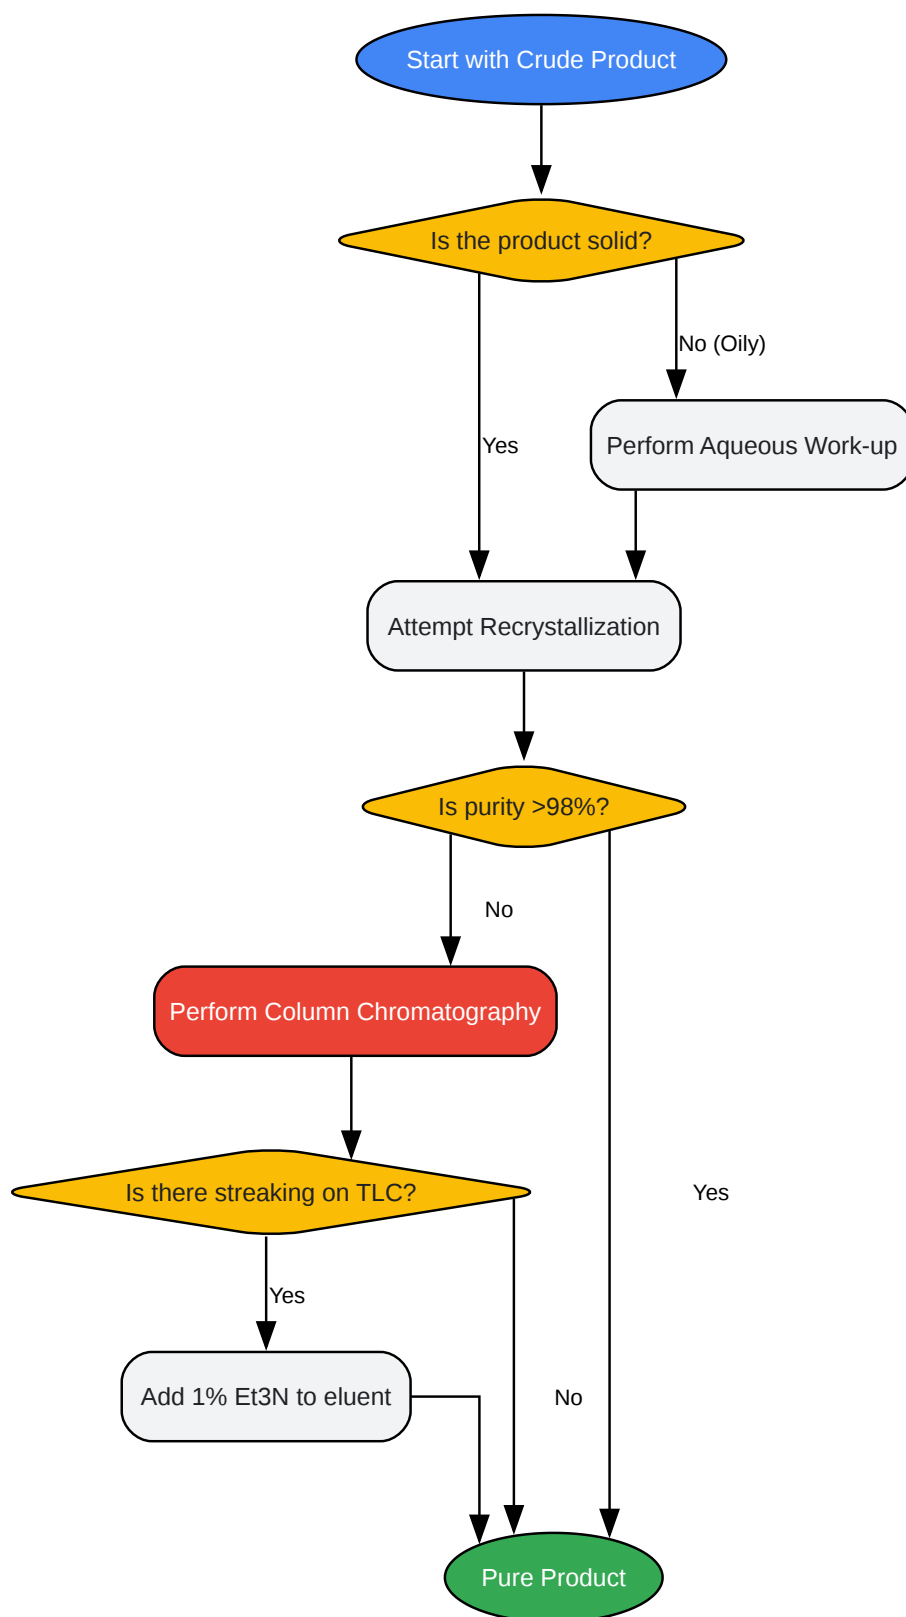 Start with Crude Product
Is the product solid?
No (Oily)
Yes
Perform Aqueous Work-up
Attempt Recrystallization
Is purity >98%?
No
Perform Column Chromatography
Is there streaking on TLC?
Yes
Yes
Add 1% Et3N to eluent
No
Pure Product